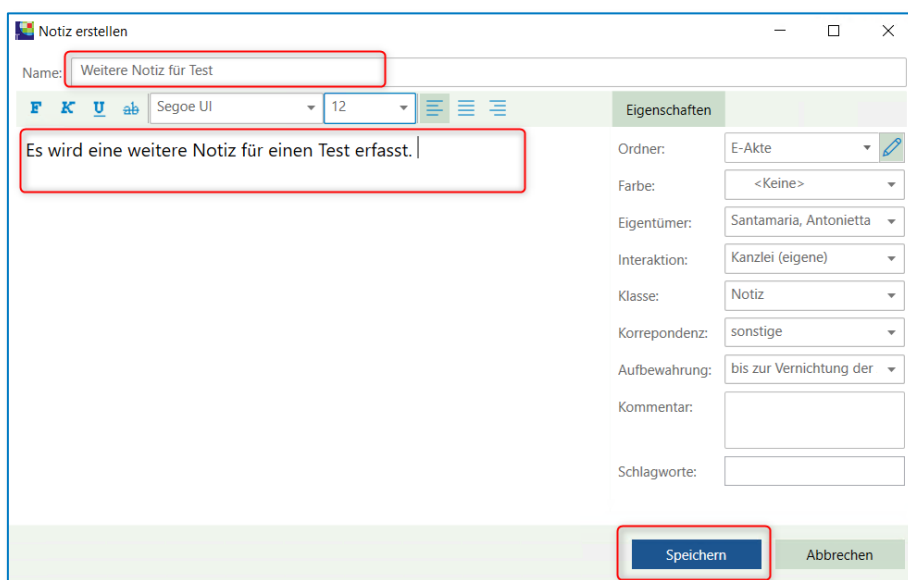 Notiz erstellen
Name: Weitere Notiz für Test
F K U ab Segoe UI 12
Eigenschaften
Es wird eine weitere Notiz für einen Test erfasst.
Ordner: E-Akte
Farbe: <Keine>
Eigentümer: Santamaria, Antonietta
Interaktion: Kanzlei (eigene)
Klasse: Notiz
Korrepondenz: sonstige
Aufbewahrung: bis zur Vernichtung der
Kommentar:
Schlagworte:
Speichern Abbrechen